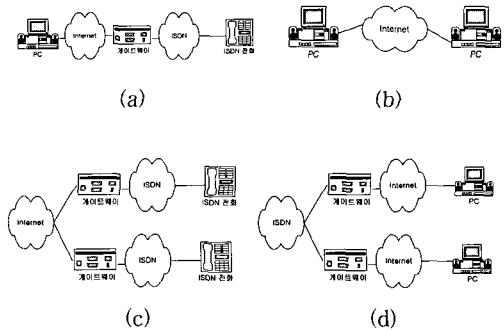 Internet ISDN
PC 게이트웨이 ISDN 전화
(a)
Internet
PC PC
(b)
ISDN
게이트웨이 ISDN 전화
Internet
ISDN
게이트웨이 ISDN 전화
(c)
Internet
게이트웨이 PC
ISDN
Internet
게이트웨이 PC
(d)